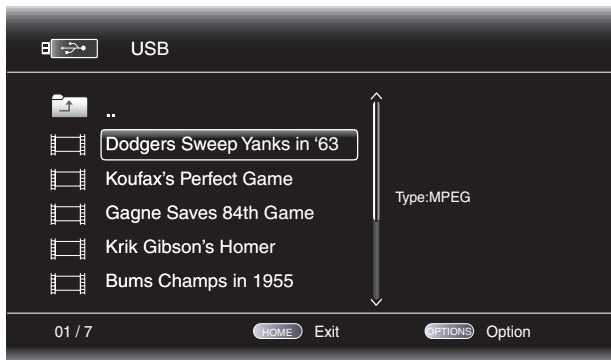 USB
..
Dodgers Sweep Yanks in ‘63
Koufax’s Perfect Game
Gagne Saves 84th Game
Krik Gibson’s Homer
Bums Champs in 1955
Type:MPEG
01 / 7 HOME Exit OPTIONS Option